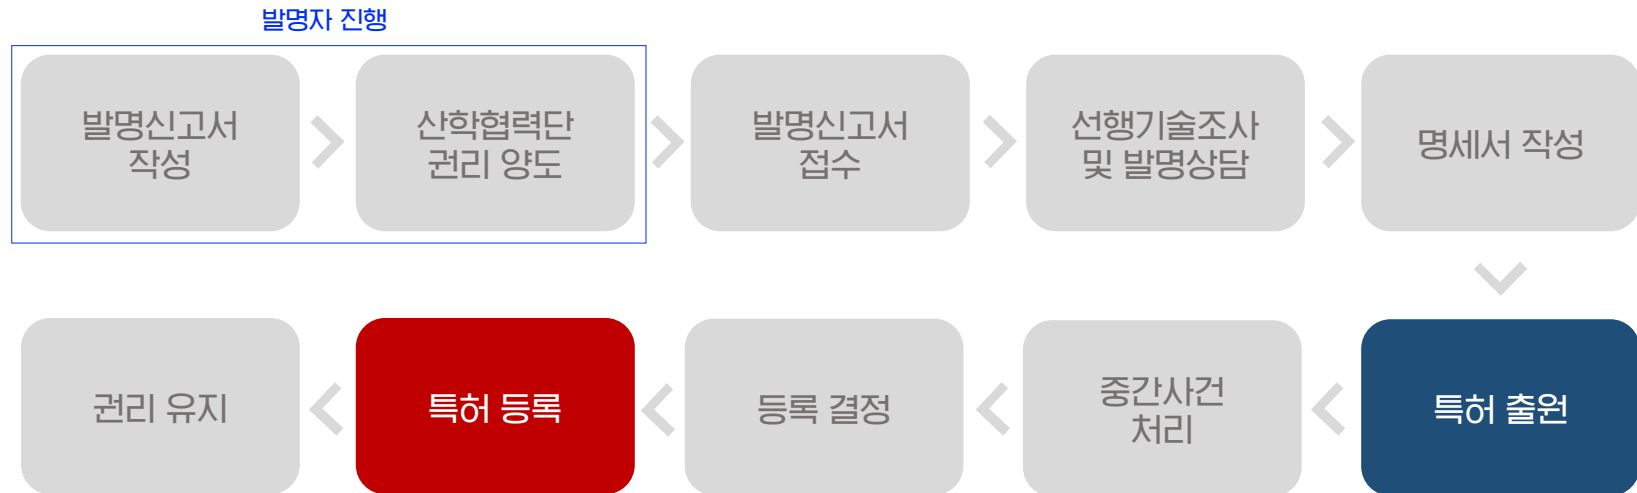 발명자 진행
발명신고서
작성
산학협력단
권리 양도
발명신고서
접수
선행기술조사
및 발명상담
명세서 작성
특허 출원
중간사건
처리
등록 결정
특허 등록
권리 유지